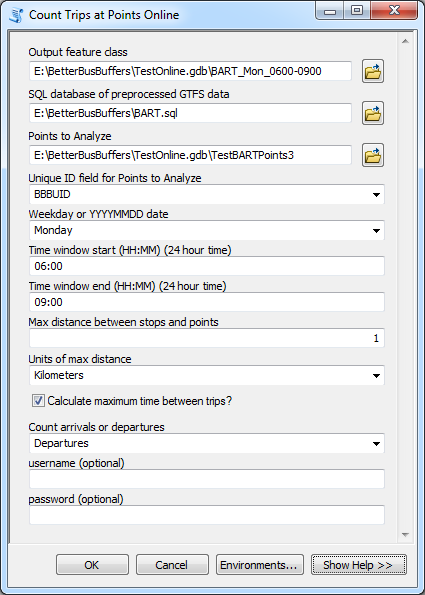 Count Trips at Points Online
Output feature class
E:\BetterBusBuffers\TestOnline.gdb\BART_Mon_0600-0900
SQL database of preprocessed GTFS data
E:\BetterBusBuffers\BART.sql
Points to Analyze
E:\BetterBusBuffers\TestOnline.gdb\TestBARTPoints3
Unique ID field for Points to Analyze
BBBUID
Weekday or YYYYMMDD date
Monday
Time window start (HH:MM) (24 hour time)
06:00
Time window end (HH:MM) (24 hour time)
09:00
Max distance between stops and points
1
Units of max distance
Kilometers
Calculate maximum time between trips?
Count arrivals or departures
Departures
username (optional)
password (optional)
OK Cancel Environments... Show Help >>